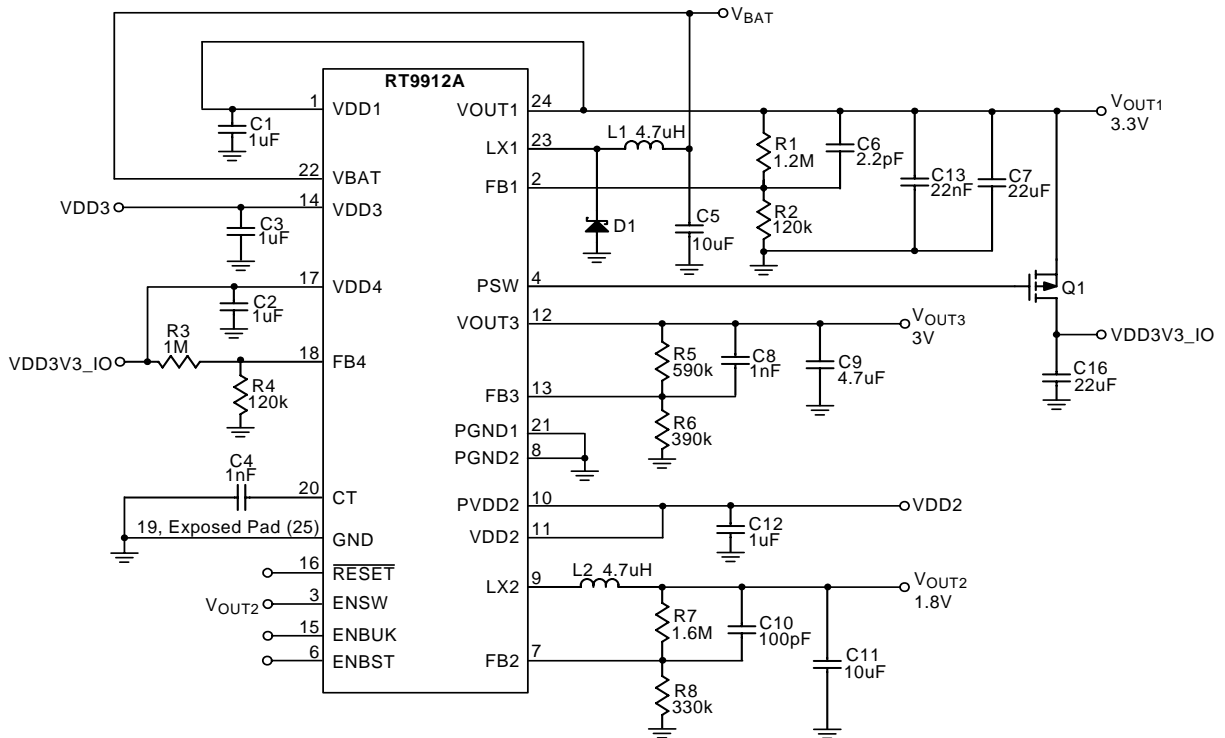 V_BAT
RT9912A
1
VDD1
C1
1uF
22
VBAT
VDD3
14
VDD3
C3
1uF
17
VDD4
C2
1uF
R3
1M
VDD3V3_IO
18
FB4
R4
120k
C4
1nF
20
CT
19, Exposed Pad (25)
GND
16
RESET
V_OUT2
3
ENSW
15
ENBUK
6
ENBST
VOUT1
24
V_OUT1
3.3V
LX1
23
L1 4.7uH
FB1
2
R1
1.2M
C6
2.2pF
C13
22nF
C7
22uF
D1
C5
10uF
R2
120k
PSW
4
Q1
VDD3V3_IO
C16
22uF
VOUT3
12
V_OUT3
3V
R5
590k
C8
1nF
C9
4.7uF
FB3
13
R6
390k
PGND1
21
PGND2
8
PVDD2
10
VDD2
VDD2
11
C12
1uF
LX2
9
L2 4.7uH
V_OUT2
1.8V
R7
1.6M
C10
100pF
C11
10uF
FB2
7
R8
330k